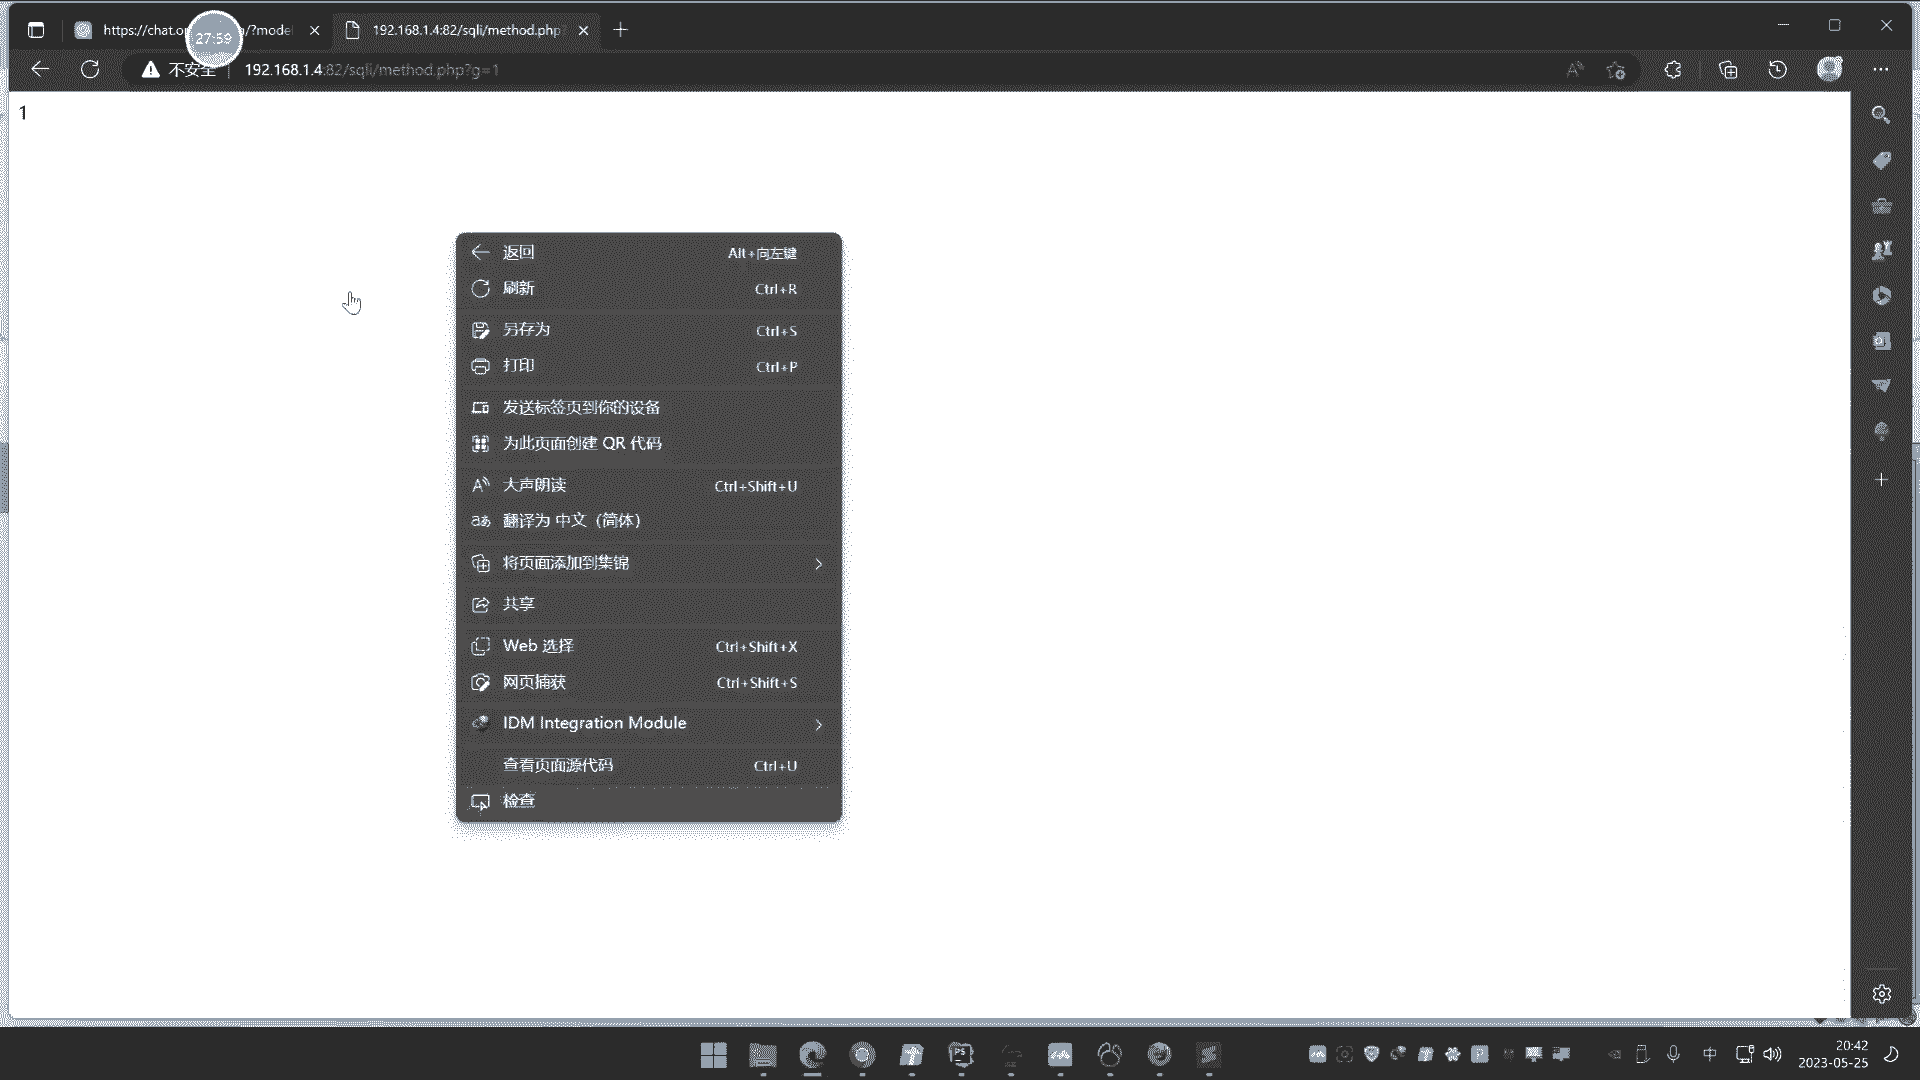 https://chat.op
/?model
27:59
192.168.1.4:82/sqli/method.php?
不安全
192.168.1.4:82/sqli/method.php?g=1
1
返回 Alt+向左键
刷新 Ctrl+R
另存为 Ctrl+S
打印 Ctrl+P
发送标签页到你的设备
为此页面创建 QR 代码
大声朗读 Ctrl+Shift+U
翻译为 中文（简体）
将页面添加到集锦
共享
Web 选择 Ctrl+Shift+X
网页捕获 Ctrl+Shift+S
IDM Integration Module
查看页面源代码 Ctrl+U
检查
中
20:42
2023-05-25